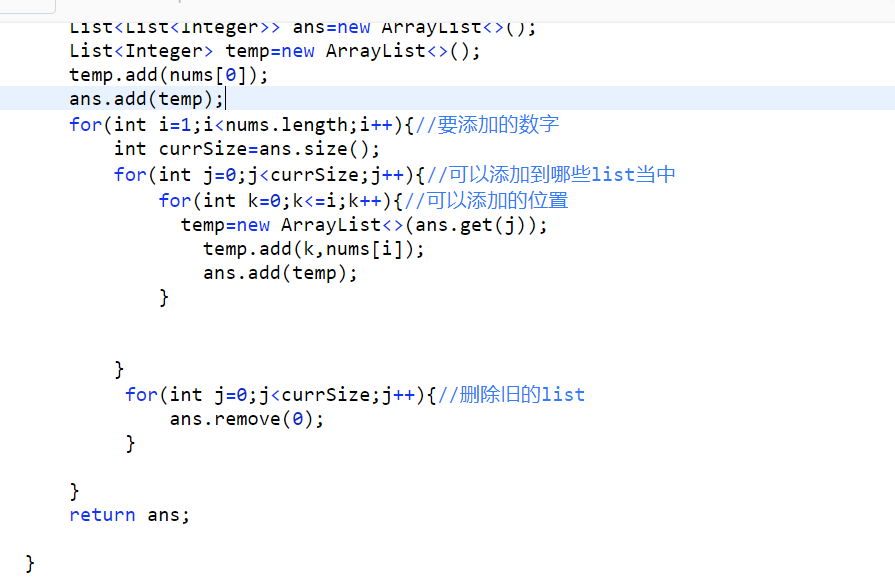 List<List<Integer>> ans=new ArrayList<>();
List<Integer> temp=new ArrayList<>();
temp.add(nums[0]);
ans.add(temp);
for(int i=1;i<nums.length;i++){//要添加的数字
int currSize=ans.size();
for(int j=0;j<currSize;j++){//可以添加到哪些list当中
for(int k=0;k<=i;k++){//可以添加的位置
temp=new ArrayList<>(ans.get(j));
temp.add(k,nums[i]);
ans.add(temp);
}
}
for(int j=0;j<currSize;j++){//删除旧的list
ans.remove(0);
}
}
return ans;
}